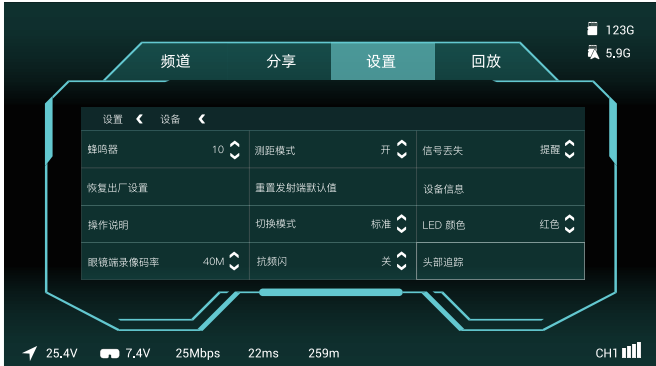 123G
5.9G
频道 分享 设置 回放
设置 设备
蜂鸣器 10 测距模式 开 信号丢失 提醒
恢复出厂设置 重置发射端默认值 设备信息
操作说明 切换模式 标准 LED 颜色 红色
眼镜端录像码率 40M 抗频闪 关 头部追踪
25.4V 7.4V 25Mbps 22ms 259m CH1